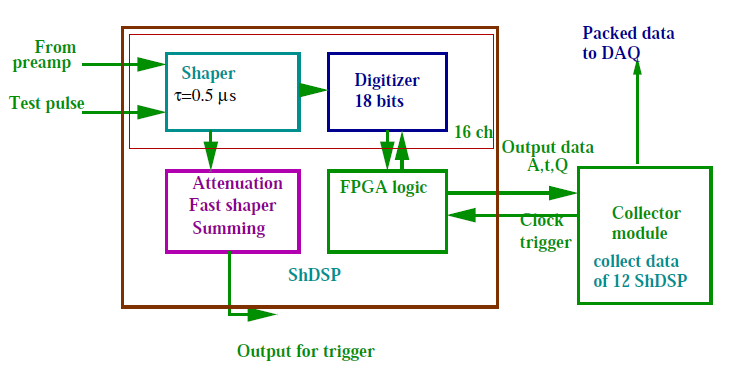 From
preamp
Test pulse
Shaper
τ=0.5 μs
Digitizer
18 bits
16 ch
Attenuation
Fast shaper
Summing
FPGA logic
ShDSP
Output for trigger
Output data
A,t,Q
Clock
trigger
Packed data
to DAQ
Collector
module
collect data
of 12 ShDSP